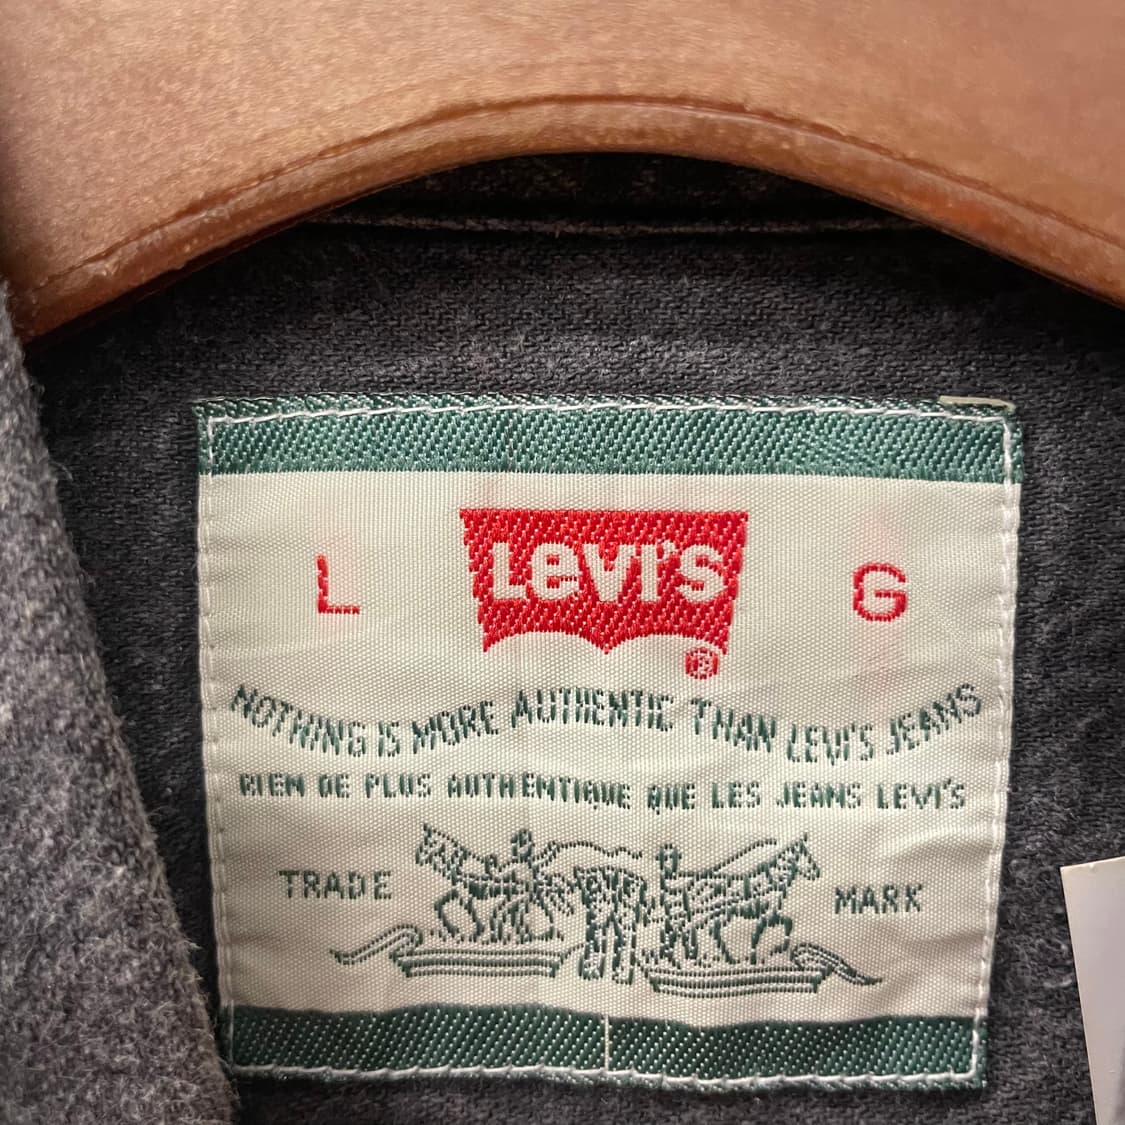 L LEVI'S G
®
NOTHING IS MORE AUTHENTIC THAN LEVI'S JEANS
RIEN DE PLUS AUTHENTIQUE QUE LES JEANS LEVI'S
TRADE MARK